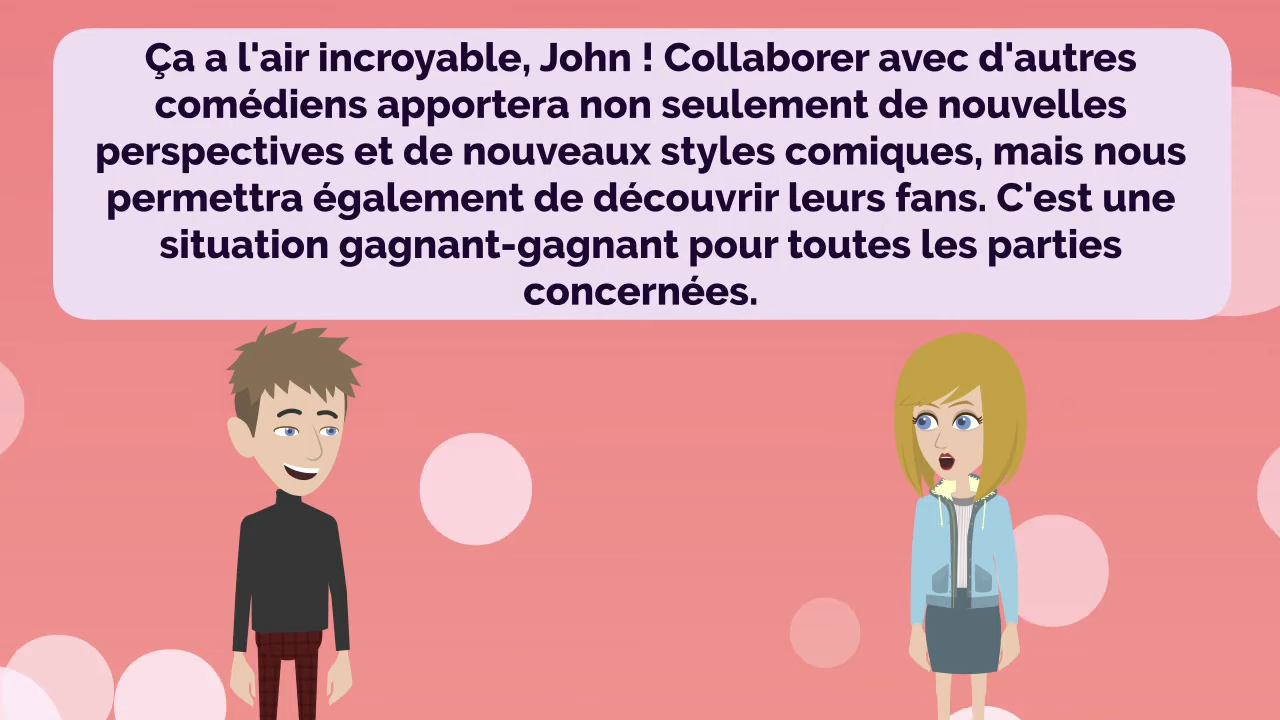 Ça a l'air incroyable, John ! Collaborer avec d'autres
comédiens apportera non seulement de nouvelles
perspectives et de nouveaux styles comiques, mais nous
permettra également de découvrir leurs fans. C'est une
situation gagnant-gagnant pour toutes les parties
concernées.